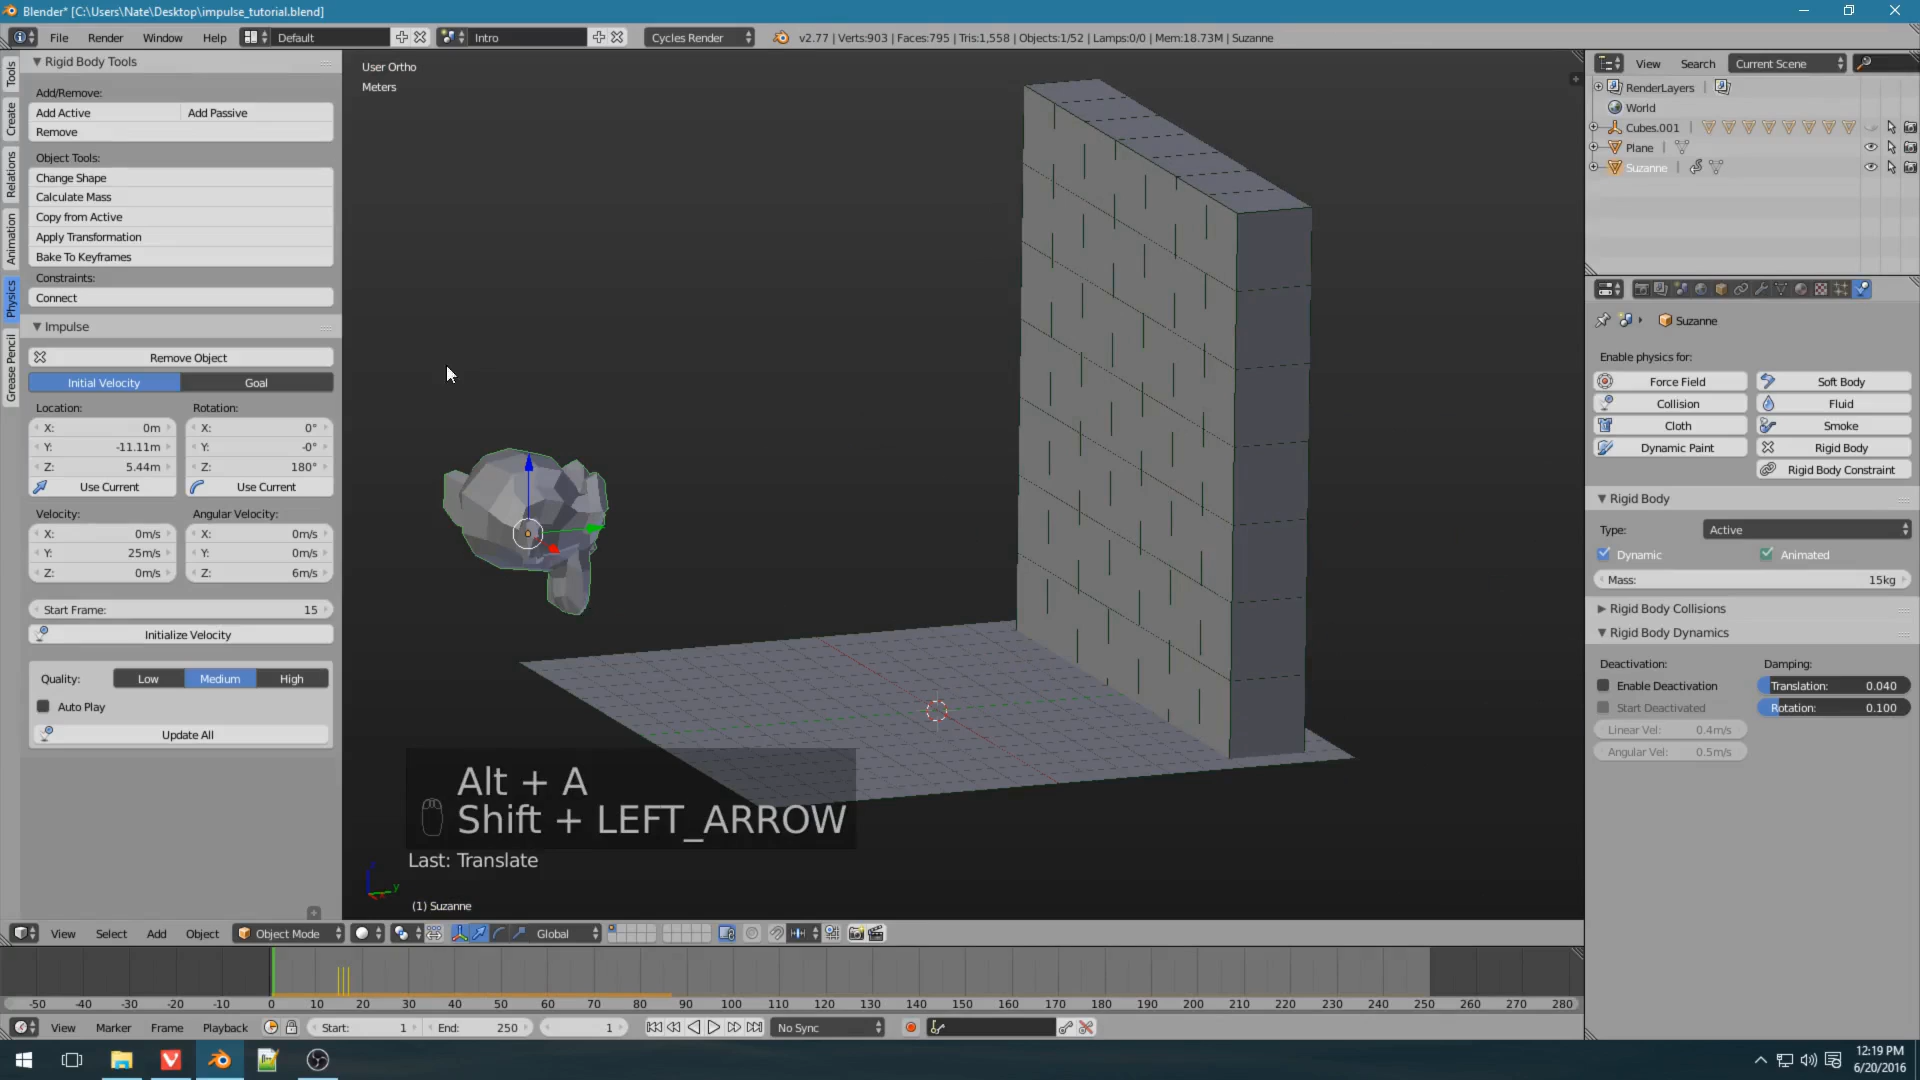 Blender* [C:\Users\Nate\Desktop\impulse_tutorial.blend]
File Render Window Help Default Intro Cycles Render v2.77 | Verts:903 | Faces:795 | Tris:1,558 | Objects:1/52 | Lamps:0/0 | Mem:18.73M | Suzanne
Tools
Create
Relations
Animation
Physics
Grease Pencil
Rigid Body Tools
Add/Remove:
Add Active Add Passive
Remove
Object Tools:
Change Shape
Calculate Mass
Copy from Active
Apply Transformation
Bake To Keyframes
Constraints:
Connect
Impulse
Remove Object
Initial Velocity Goal
Location: Rotation:
X: 0m X: 0°
Y: -11.11m Y: -0°
Z: 5.44m Z: 180°
Use Current Use Current
Velocity: Angular Velocity:
X: 0m/s X: 0m/s
Y: 25m/s Y: 0m/s
Z: 0m/s Z: 6m/s
Start Frame: 15
Initialize Velocity
Quality: Low Medium High
Auto Play
Update All
User Ortho
Meters
Alt + A
Shift + LEFT_ARROW
Last: Translate
z
y
(1) Suzanne
View Search Current Scene
RenderLayers
World
Cubes.001
Plane
Suzanne
Suzanne
Enable physics for:
Force Field Soft Body
Collision Fluid
Cloth Smoke
Dynamic Paint Rigid Body
Rigid Body Constraint
Rigid Body
Type: Active
Dynamic Animated
Mass: 15kg
Rigid Body Collisions
Rigid Body Dynamics
Deactivation: Damping:
Enable Deactivation Translation: 0.040
Start Deactivated Rotation: 0.100
Linear Vel: 0.4m/s
Angular Vel: 0.5m/s
View Select Add Object Object Mode Global
-50 -40 -30 -20 -10 0 10 20 30 40 50 60 70 80 90 100 110 120 130 140 150 160 170 180 190 200 210 220 230 240 250 260 270 280
View Marker Frame Playback Start: 1 End: 250 1 No Sync
12:19 PM
6/20/2016